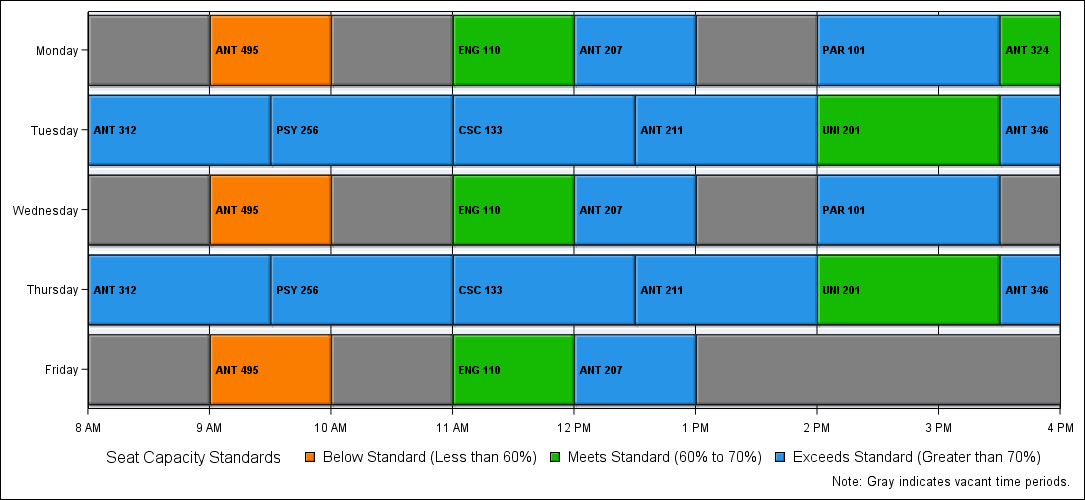 Monday ANT 495 ENG 110 ANT 207 PAR 101 ANT 324
Tuesday ANT 312 PSY 256 CSC 133 ANT 211 UNI 201 ANT 346
Wednesday ANT 495 ENG 110 ANT 207 PAR 101
Thursday ANT 312 PSY 256 CSC 133 ANT 211 UNI 201 ANT 346
Friday ANT 495 ENG 110 ANT 207
8 AM 9 AM 10 AM 11 AM 12 PM 1 PM 2 PM 3 PM 4 PM
Seat Capacity Standards Below Standard (Less than 60%) Meets Standard (60% to 70%) Exceeds Standard (Greater than 70%)
Note: Gray indicates vacant time periods.